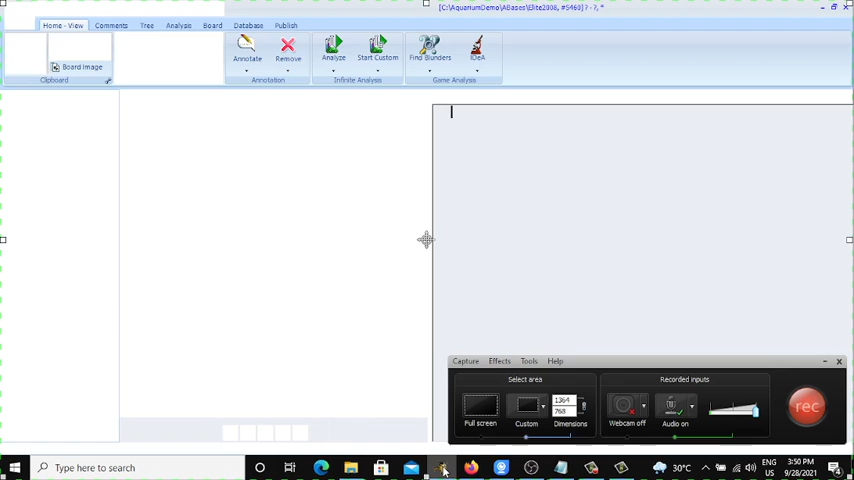 [C:\AquariumDemo\ABases\Elite2008, #5460] ? - ?, *
Home - View Comments Tree Analysis Board Database Publish
Board Image
Annotate Remove Analyze Start Custom Find Blunders IDeA
Clipboard Annotation Infinite Analysis Game Analysis
Capture Effects Tools Help
Select area Recorded inputs
1364
768
rec
Full screen Custom Dimensions Webcam off Audio on
Type here to search
30°C
ENG
US
3:50 PM
9/28/2021
4